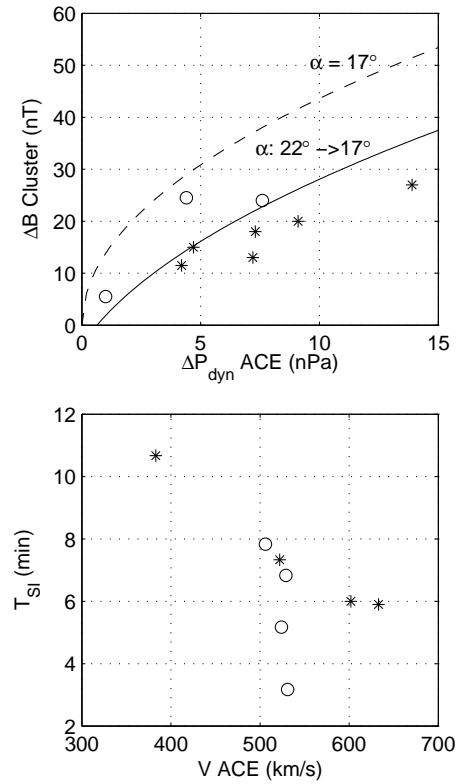 60
50
40
30
20
10
0
α = 17°
α: 22° −>17°
0 5 10 15
ΔB Cluster (nT)
ΔP_dyn ACE (nPa)
12
10
8
6
4
2
300 400 500 600 700
T_SI (min)
V ACE (km/s)